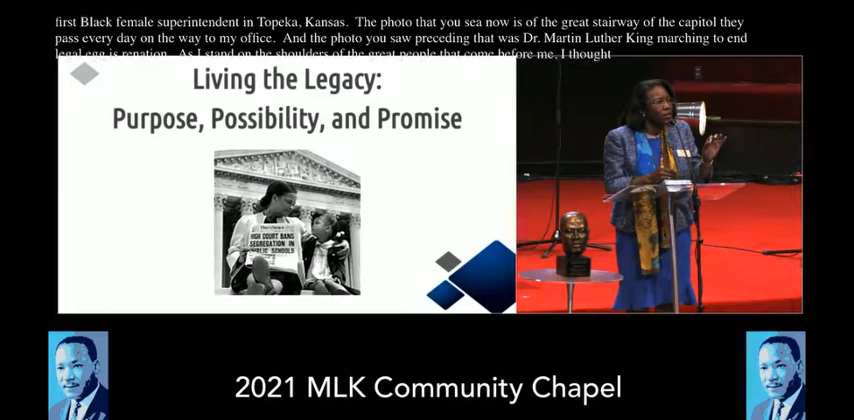 first Black female superintendent in Topeka, Kansas.  The photo that you sea now is of the great stairway of the capitol they
pass every day on the way to my office.  And the photo you saw preceding that was Dr. Martin Luther King marching to end
legal egg is renation.  As I stand on the shoulders of the great people that come before me, I thought
Living the Legacy:
Purpose, Possibility, and Promise
HIGH COURT BANS
SEGREGATION IN
PUBLIC SCHOOLS
2021 MLK Community Chapel